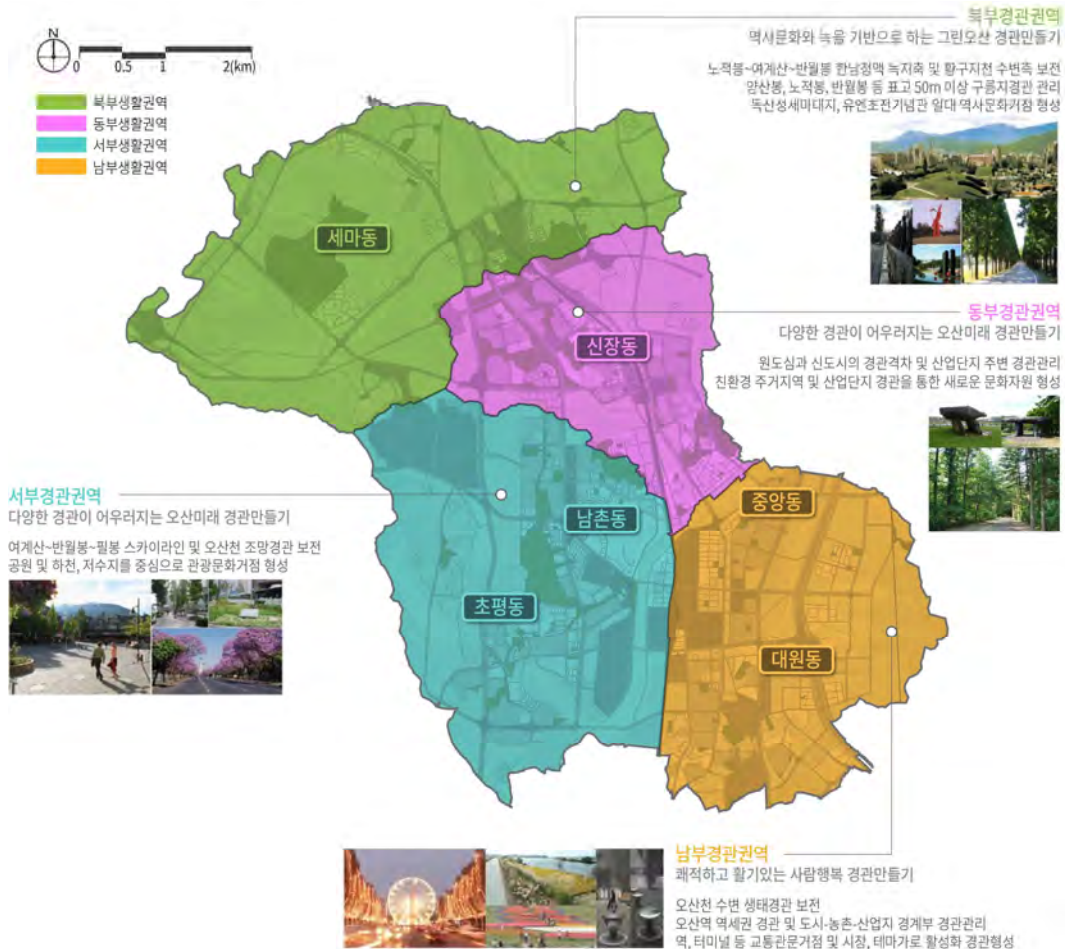 N
0 0.5 1 2(km)
북부생활권역
동부생활권역
서부생활권역
남부생활권역
북부경관권역
역사문화와 녹음 기반으로 하는 그린오산 경관만들기
노적봉~여계산~반월봉 한남정맥 녹지축 및 황구지천 수변축 보전
양산봉, 노적봉, 반월봉 등 표고 50m 이상 구릉지경관 관리
독산성세마대지, 유엔초전기념관 일대 역사문화거점 형성
세마동
동부경관권역
다양한 경관이 어우러지는 오산미래 경관만들기
원도심과 신도시의 경관격차 및 산업단지 주변 경관관리
친환경 주거지역 및 산업단지 경관을 통한 새로운 문화자원 형성
신장동
서부경관권역
다양한 경관이 어우러지는 오산미래 경관만들기
여계산~반월봉~필봉 스카이라인 및 오산천 조망경관 보전
공원 및 하천, 저수지를 중심으로 관광문화거점 형성
중앙동
남촌동
초평동
대원동
남부경관권역
쾌적하고 활기있는 사람행복 경관만들기
오산천 수변 생태경관 보전
오산역 역세권 경관 및 도시-농촌-산업지 경계부 경관관리
역, 터미널 등 교통관문거점 및 시장, 테마가로 활성화 경관형성